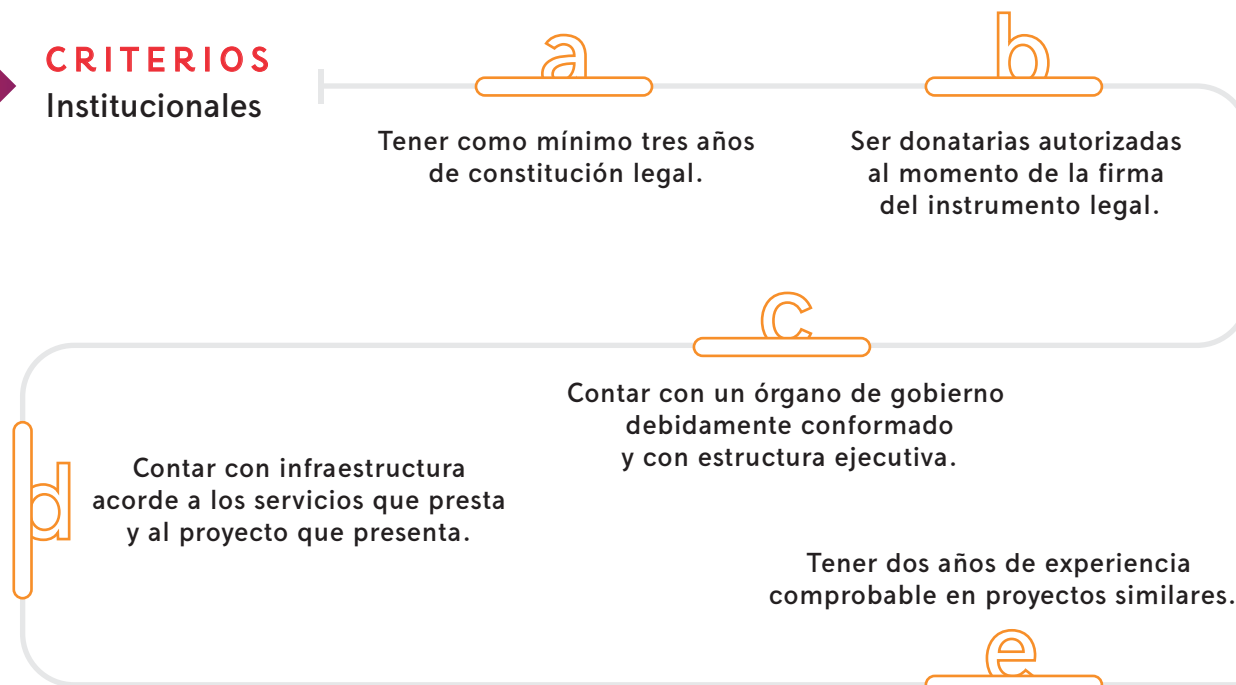 CRITERIOS
Institucionales
a
Tener como mínimo tres años
de constitución legal.
b
Ser donatarias autorizadas
al momento de la firma
del instrumento legal.
c
Contar con un órgano de gobierno
debidamente conformado
y con estructura ejecutiva.
d
Contar con infraestructura
acorde a los servicios que presta
y al proyecto que presenta.
Tener dos años de experiencia
comprobable en proyectos similares.
e